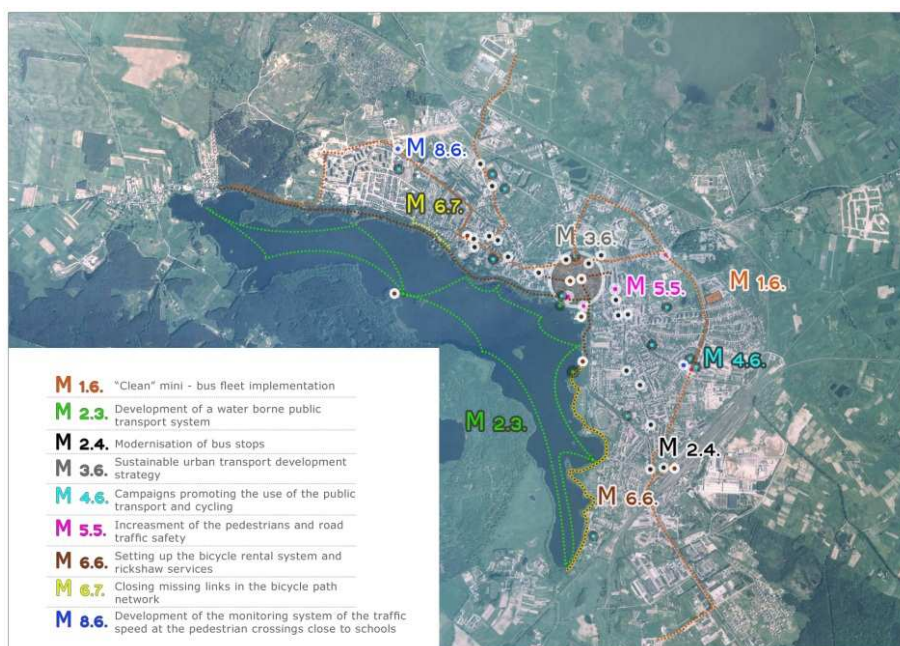 M 8.6.
M 6.7.
M 3.6.
M 5.5.
M 1.6.
M 4.6.
M 2.3.
M 2.4.
M 6.6.
M 1.6. "Clean" mini - bus fleet implementation
M 2.3. Development of a water borne public
transport system
M 2.4. Modernisation of bus stops
M 3.6. Sustainable urban transport development
strategy
M 4.6. Campaigns promoting the use of the public
transport and cycling
M 5.5. Increasment of the pedestrians and road
traffic safety
M 6.6. Setting up the bicycle rental system and
rickshaw services
M 6.7. Closing missing links in the bicycle path
network
M 8.6. Development of the monitoring system of the traffic
speed at the pedestrian crossings close to schools